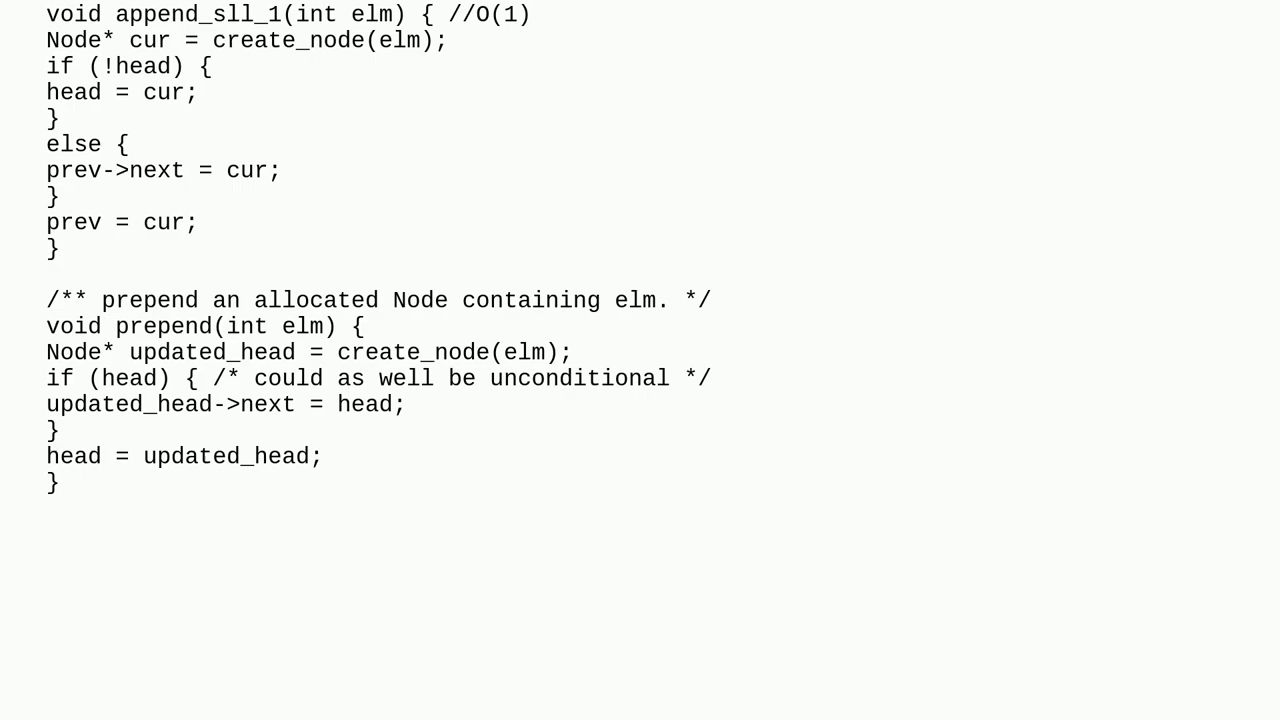 void append_sll_1(int elm) { //O(1)
Node* cur = create_node(elm);
if (!head) {
head = cur;
}
else {
prev->next = cur;
}
prev = cur;
}
/** prepend an allocated Node containing elm. */
void prepend(int elm) {
Node* updated_head = create_node(elm);
if (head) { /* could as well be unconditional */
updated_head->next = head;
}
head = updated_head;
}